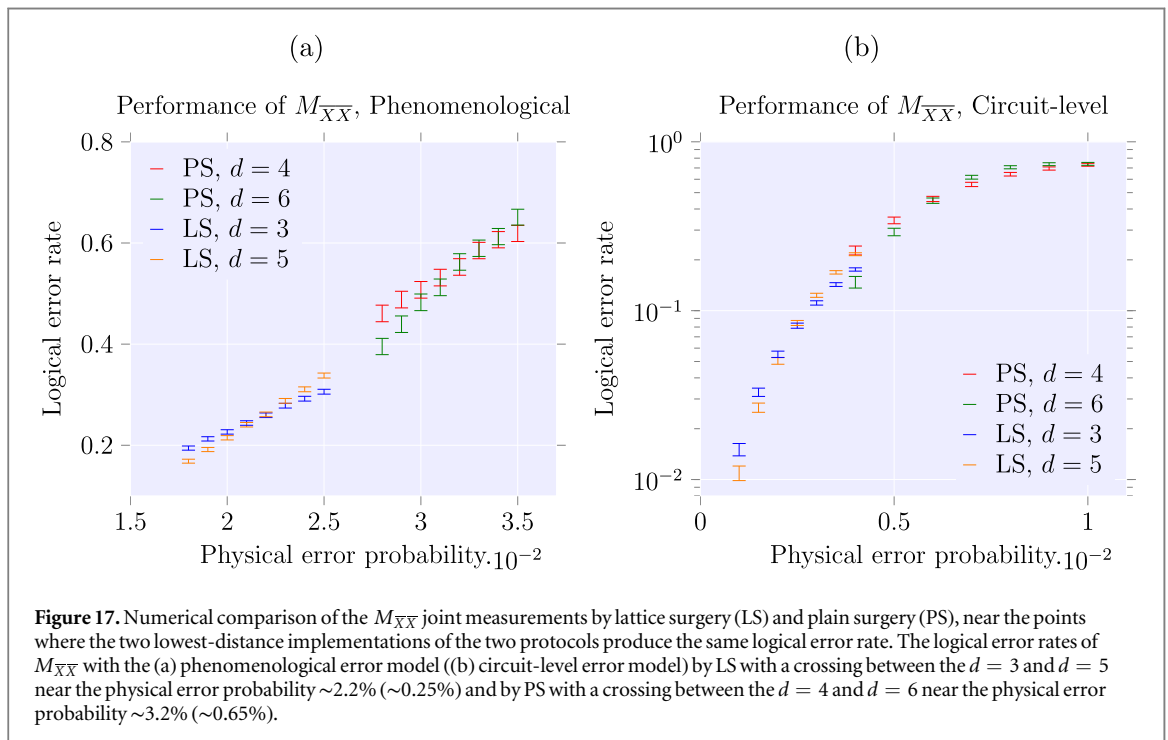 (a)
Performance of $M_{\overline{XX}}$, Phenomenological
0.8
0.6
0.4
0.2
Logical error rate
PS, d = 4
PS, d = 6
LS, d = 3
LS, d = 5
1.5 2 2.5 3 3.5
Physical error probability.10⁻²
(b)
Performance of $M_{\overline{XX}}$, Circuit-level
10⁰
10⁻¹
10⁻²
Logical error rate
PS, d = 4
PS, d = 6
LS, d = 3
LS, d = 5
0 0.5 1
Physical error probability.10⁻²
Figure 17. Numerical comparison of the $M_{\overline{XX}}$ joint measurements by lattice surgery (LS) and plain surgery (PS), near the points
where the two lowest-distance implementations of the two protocols produce the same logical error rate. The logical error rates of
$M_{\overline{XX}}$ with the (a) phenomenological error model ((b) circuit-level error model) by LS with a crossing between the d = 3 and d = 5
near the physical error probability ~2.2% (~0.25%) and by PS with a crossing between the d = 4 and d = 6 near the physical error
probability ~3.2% (~0.65%).